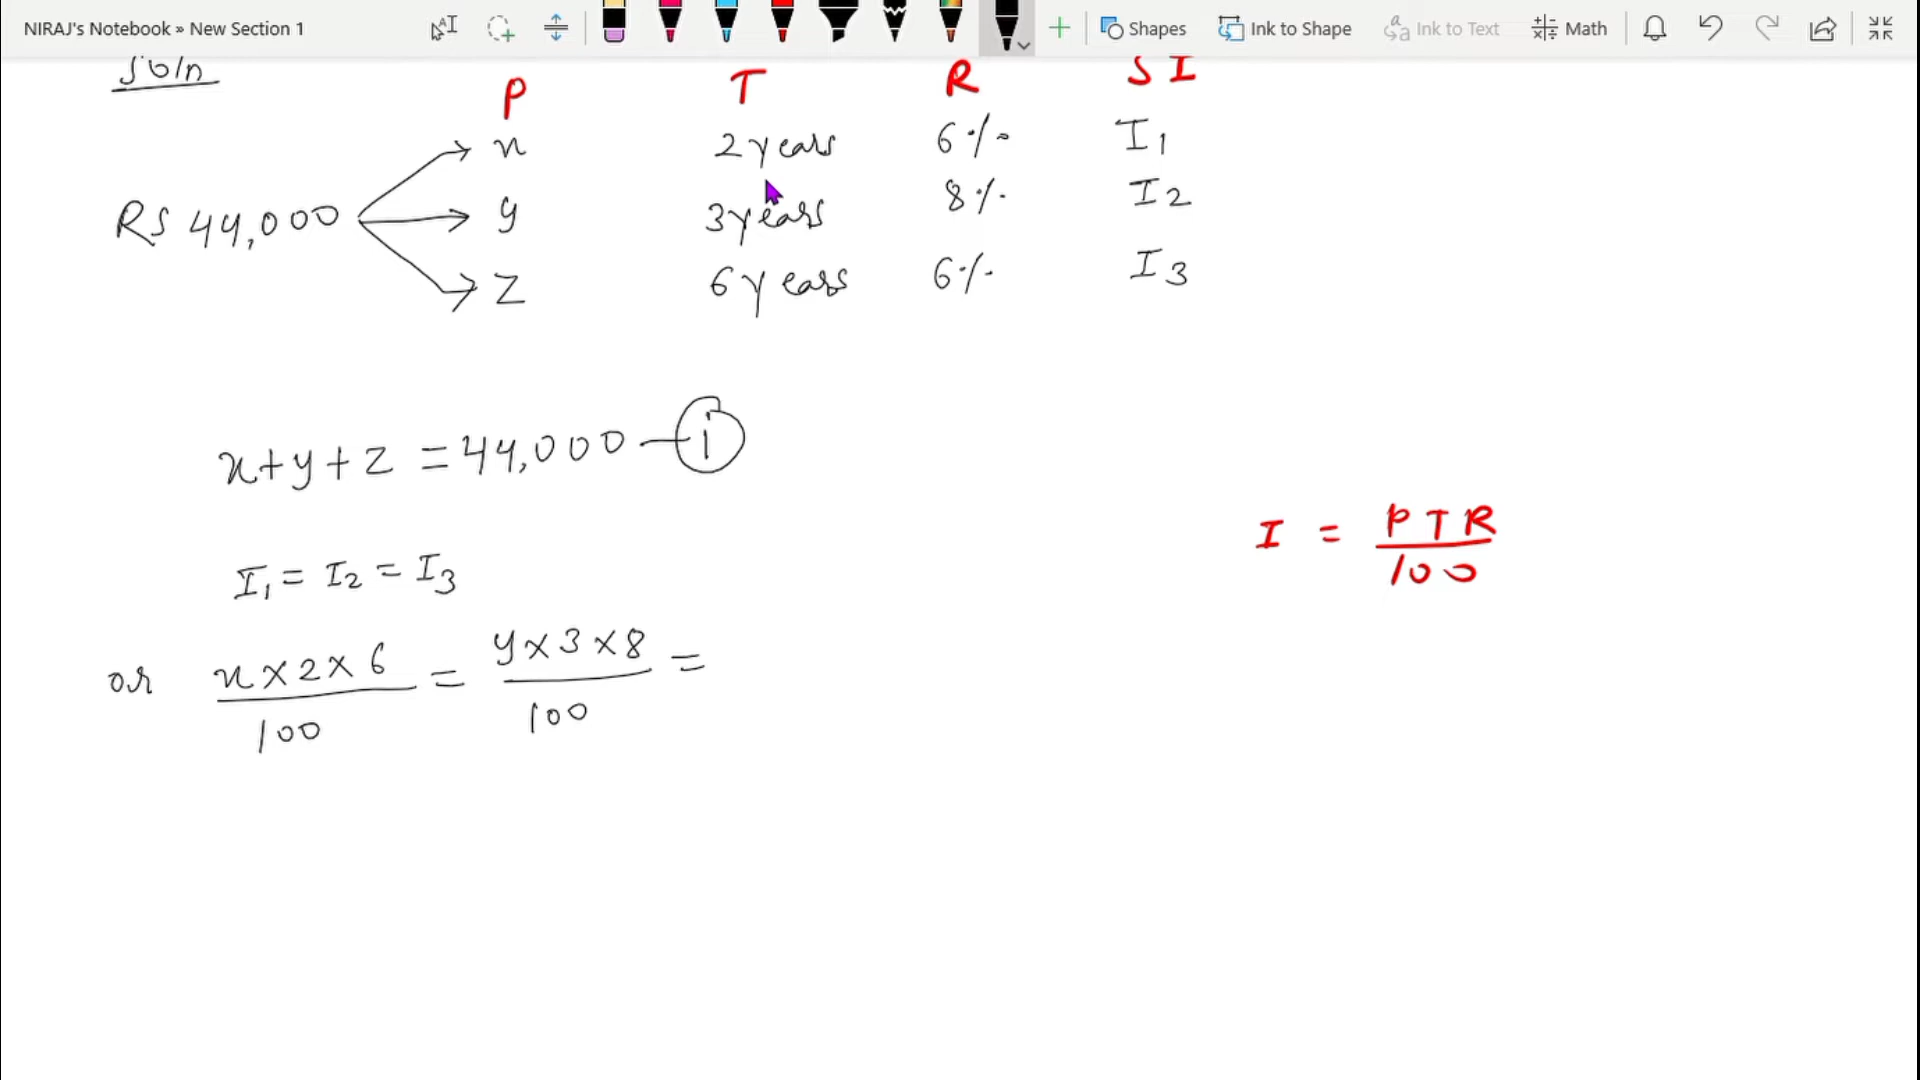 NIRAJ's Notebook » New Section 1
Shapes
Ink to Shape
Ink to Text
Math
Soln
P T R SI
x 2 years 6% I1
Rs 44,000 y 3 years 8% I2
z 6 years 6% I3
x+y+z = 44,000 — i
I = PTR/100
I1 = I2 = I3
or x×2×6/100 = y×3×8/100 =